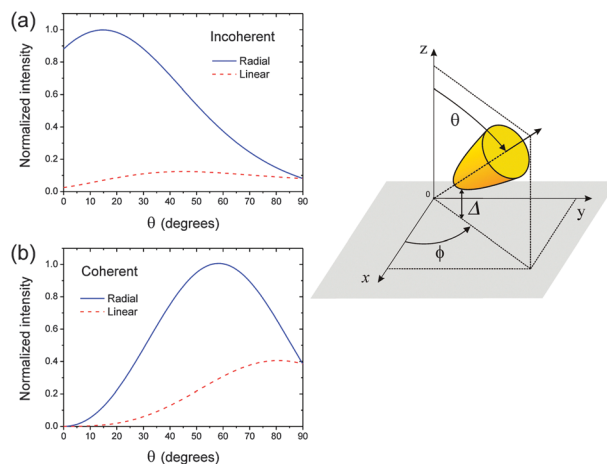 (a)
Normalized intensity
1.0
0.8
0.6
0.4
0.2
0.0
Incoherent
Radial
Linear
0 10 20 30 40 50 60 70 80 90
θ (degrees)
(b)
Normalized intensity
1.0
0.8
0.6
0.4
0.2
0.0
Coherent
Radial
Linear
0 10 20 30 40 50 60 70 80 90
θ (degrees)
z
θ
0
Δ
y
ϕ
x